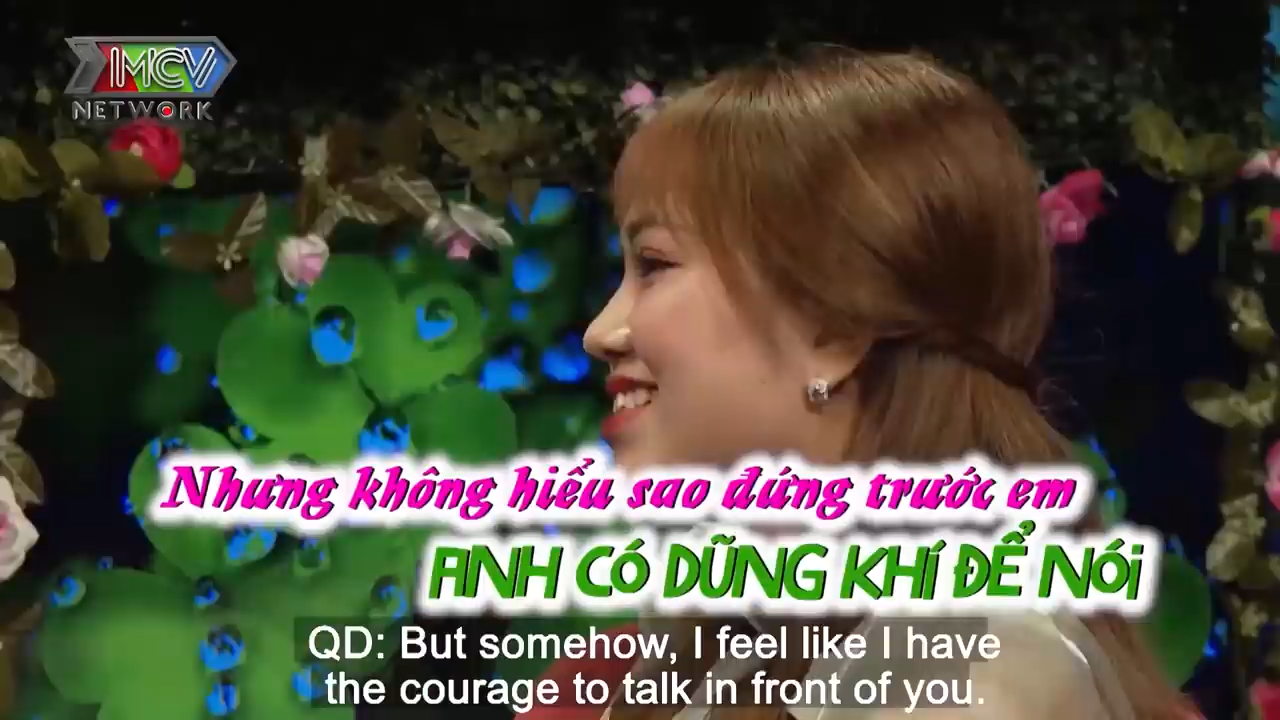 MCV
NETWORK
Nhưng không hiểu sao đứng trước em
ANH CÓ DŨNG KHÍ ĐỂ NÓI
QD: But somehow, I feel like I have
the courage to talk in front of you.